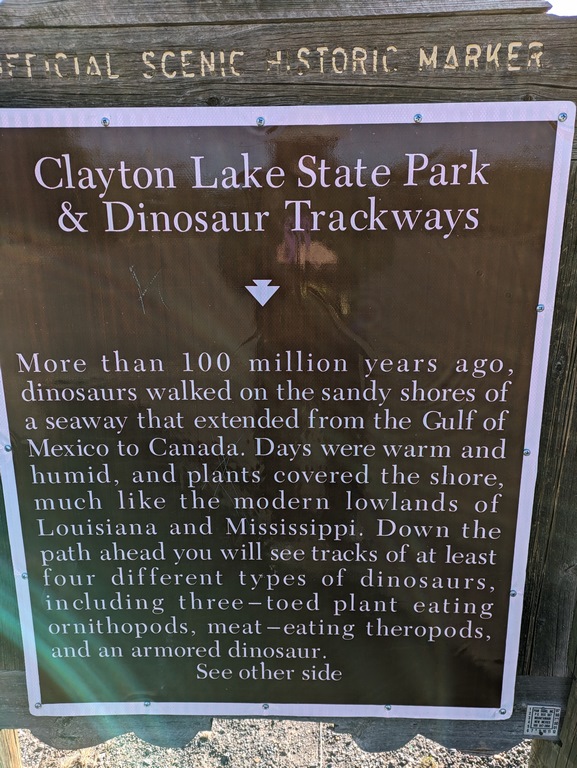 OFFICIAL SCENIC HISTORIC MARKER
Clayton Lake State Park
& Dinosaur Trackways
More than 100 million years ago,
dinosaurs walked on the sandy shores of
a seaway that extended from the Gulf of
Mexico to Canada. Days were warm and
humid, and plants covered the shore,
much like the modern lowlands of
Louisiana and Mississippi. Down the
path ahead you will see tracks of at least
four different types of dinosaurs,
including three-toed plant eating
ornithopods, meat-eating theropods,
and an armored dinosaur.
See other side